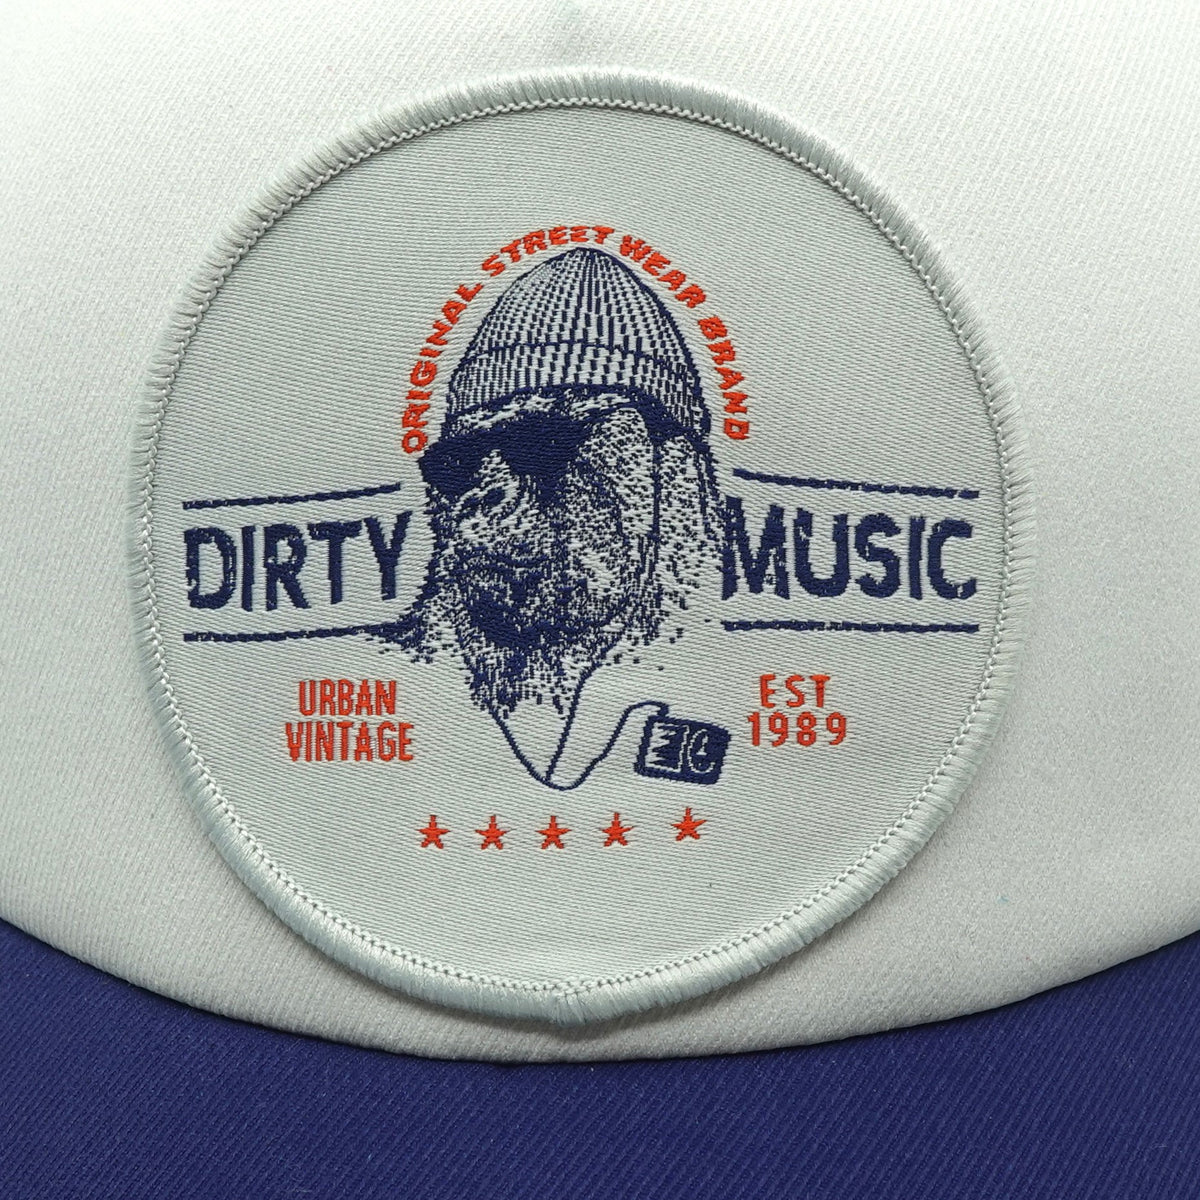 ORIGINAL STREET WEAR BRAND
DIRTY MUSIC
URBAN
VINTAGE
EST
1989